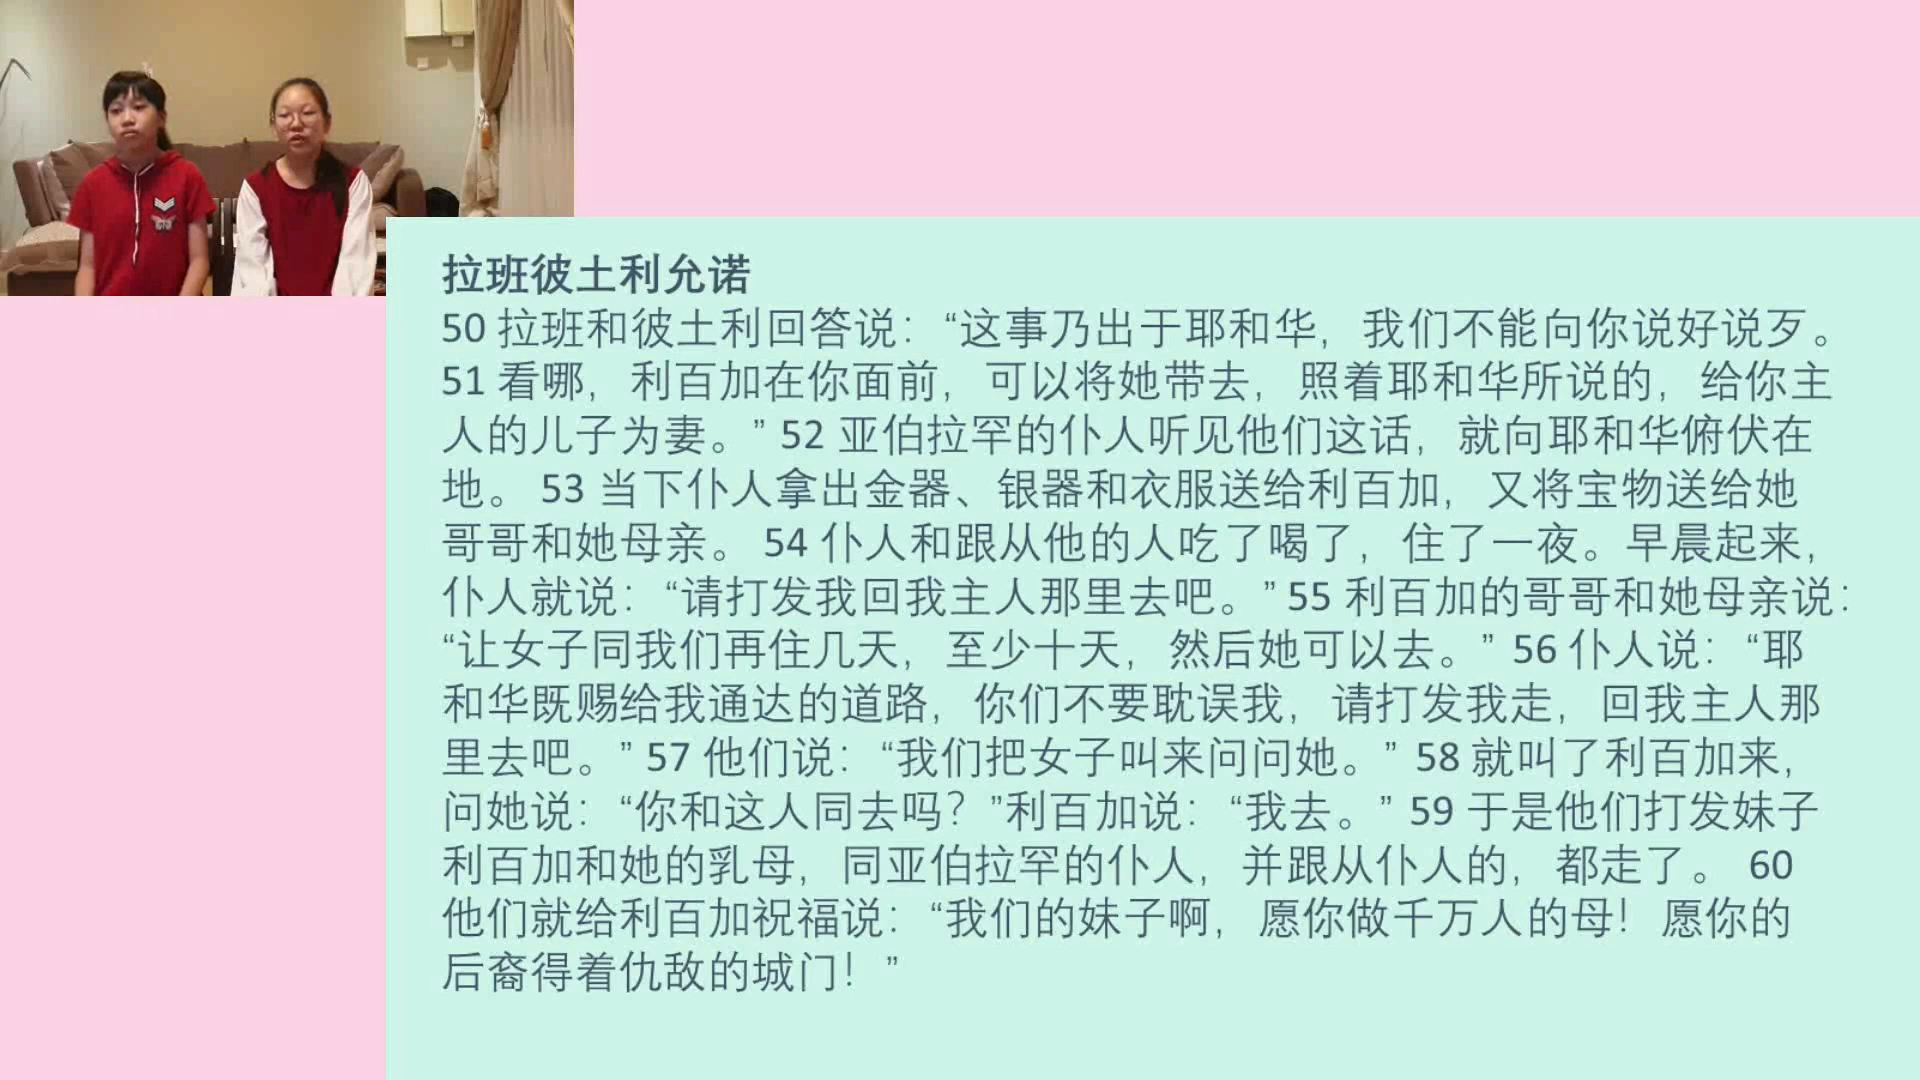 拉班彼土利允诺
50 拉班和彼土利回答说：“这事乃出于耶和华，我们不能向你说好说歹。
51 看哪，利百加在你面前，可以将她带去，照着耶和华所说的，给你主
人的儿子为妻。” 52 亚伯拉罕的仆人听见他们这话，就向耶和华俯伏在
地。 53 当下仆人拿出金器、银器和衣服送给利百加，又将宝物送给她
哥哥和她母亲。 54 仆人和跟从他的人吃了喝了，住了一夜。早晨起来，
仆人就说：“请打发我回我主人那里去吧。” 55 利百加的哥哥和她母亲说：
“让女子同我们再住几天，至少十天，然后她可以去。” 56 仆人说：“耶
和华既赐给我通达的道路，你们不要耽误我，请打发我走，回我主人那
里去吧。” 57 他们说：“我们把女子叫来问问她。” 58 就叫了利百加来，
问她说：“你和这人同去吗？”利百加说：“我去。” 59 于是他们打发妹子
利百加和她的乳母，同亚伯拉罕的仆人，并跟从仆人的，都走了。 60
他们就给利百加祝福说：“我们的妹子啊，愿你做千万人的母！愿你的
后裔得着仇敌的城门！”